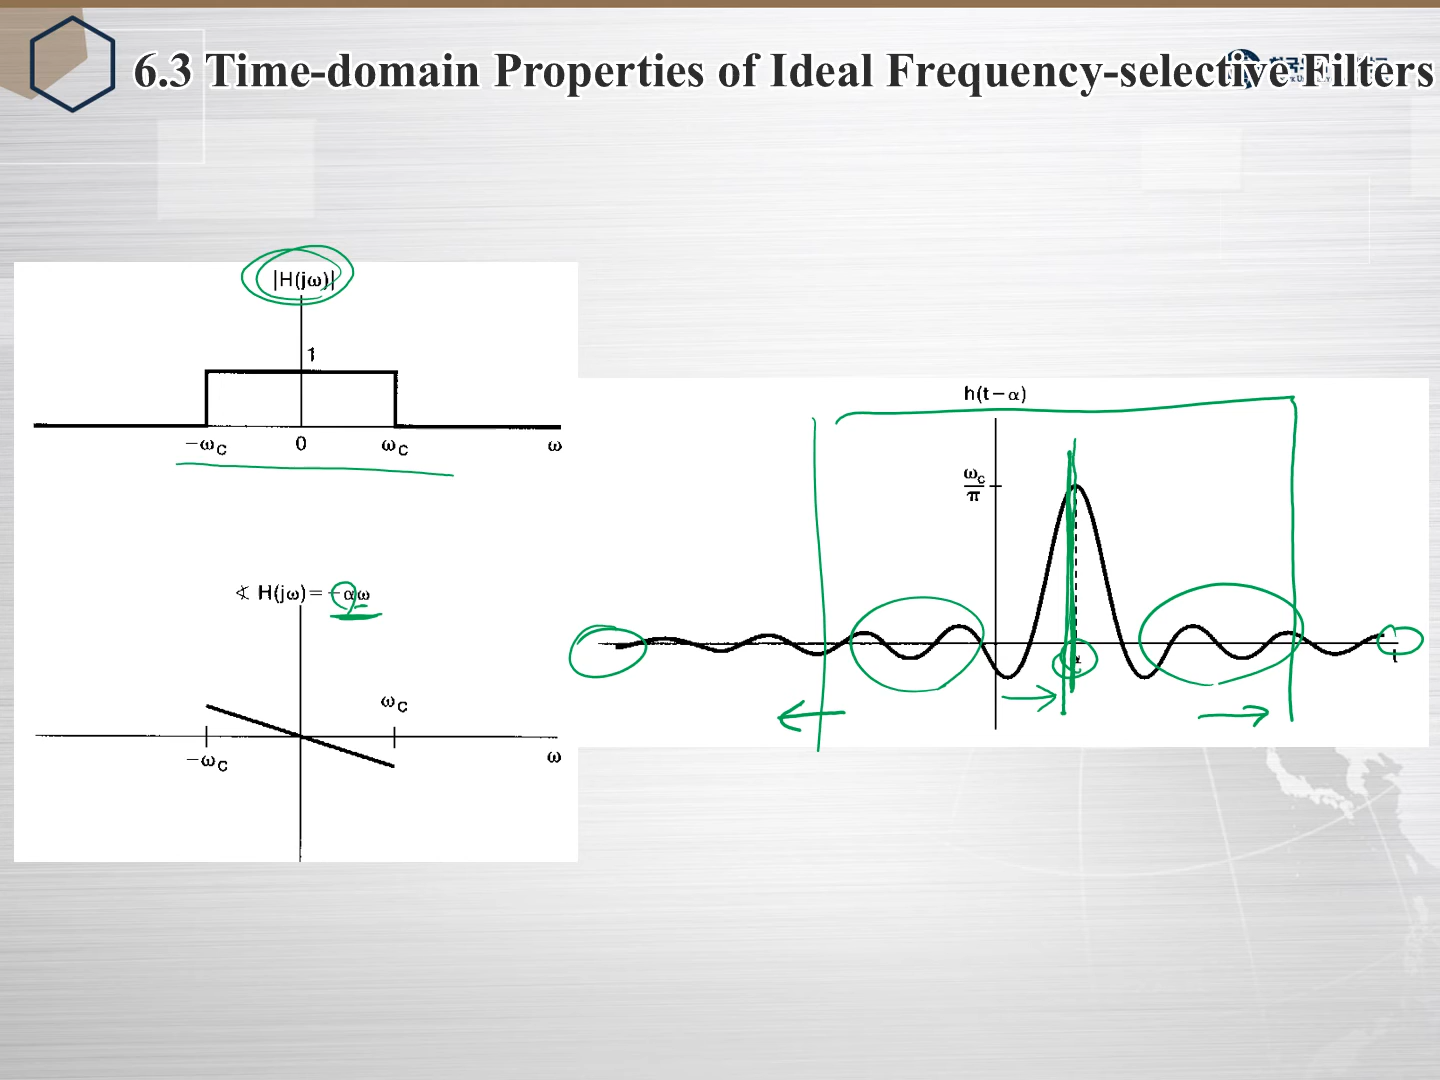 6.3 Time-domain Properties of Ideal Frequency-selective Filters
|H(jω)|
1
−ωc 0 ωc ω
∢ H(jω) = −αω
ωc
−ωc ω
h(t−α)
ωc
π
α t